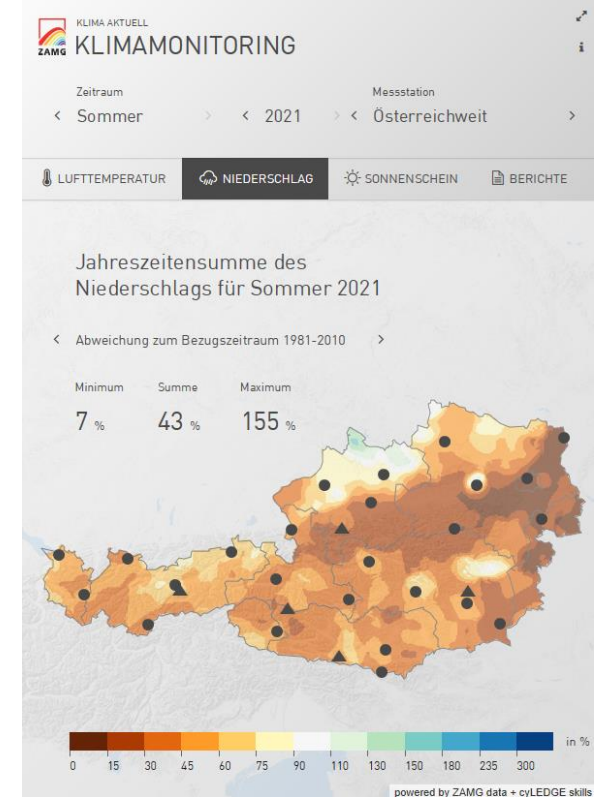 KLIMA AKTUELL
ZAMG
KLIMAMONITORING
Zeitraum
Messstation
Sommer
2021
Österreichweit
LUFTTEMPERATUR
NIEDERSCHLAG
SONNENSCHEIN
BERICHTE
Jahreszeitensumme des
Niederschlags für Sommer 2021
Abweichung zum Bezugszeitraum 1981-2010
Minimum Summe Maximum
7 % 43 % 155 %
in %
0 15 30 45 60 75 90 110 130 150 180 235 300
powered by ZAMG data + cyLEDGE skills